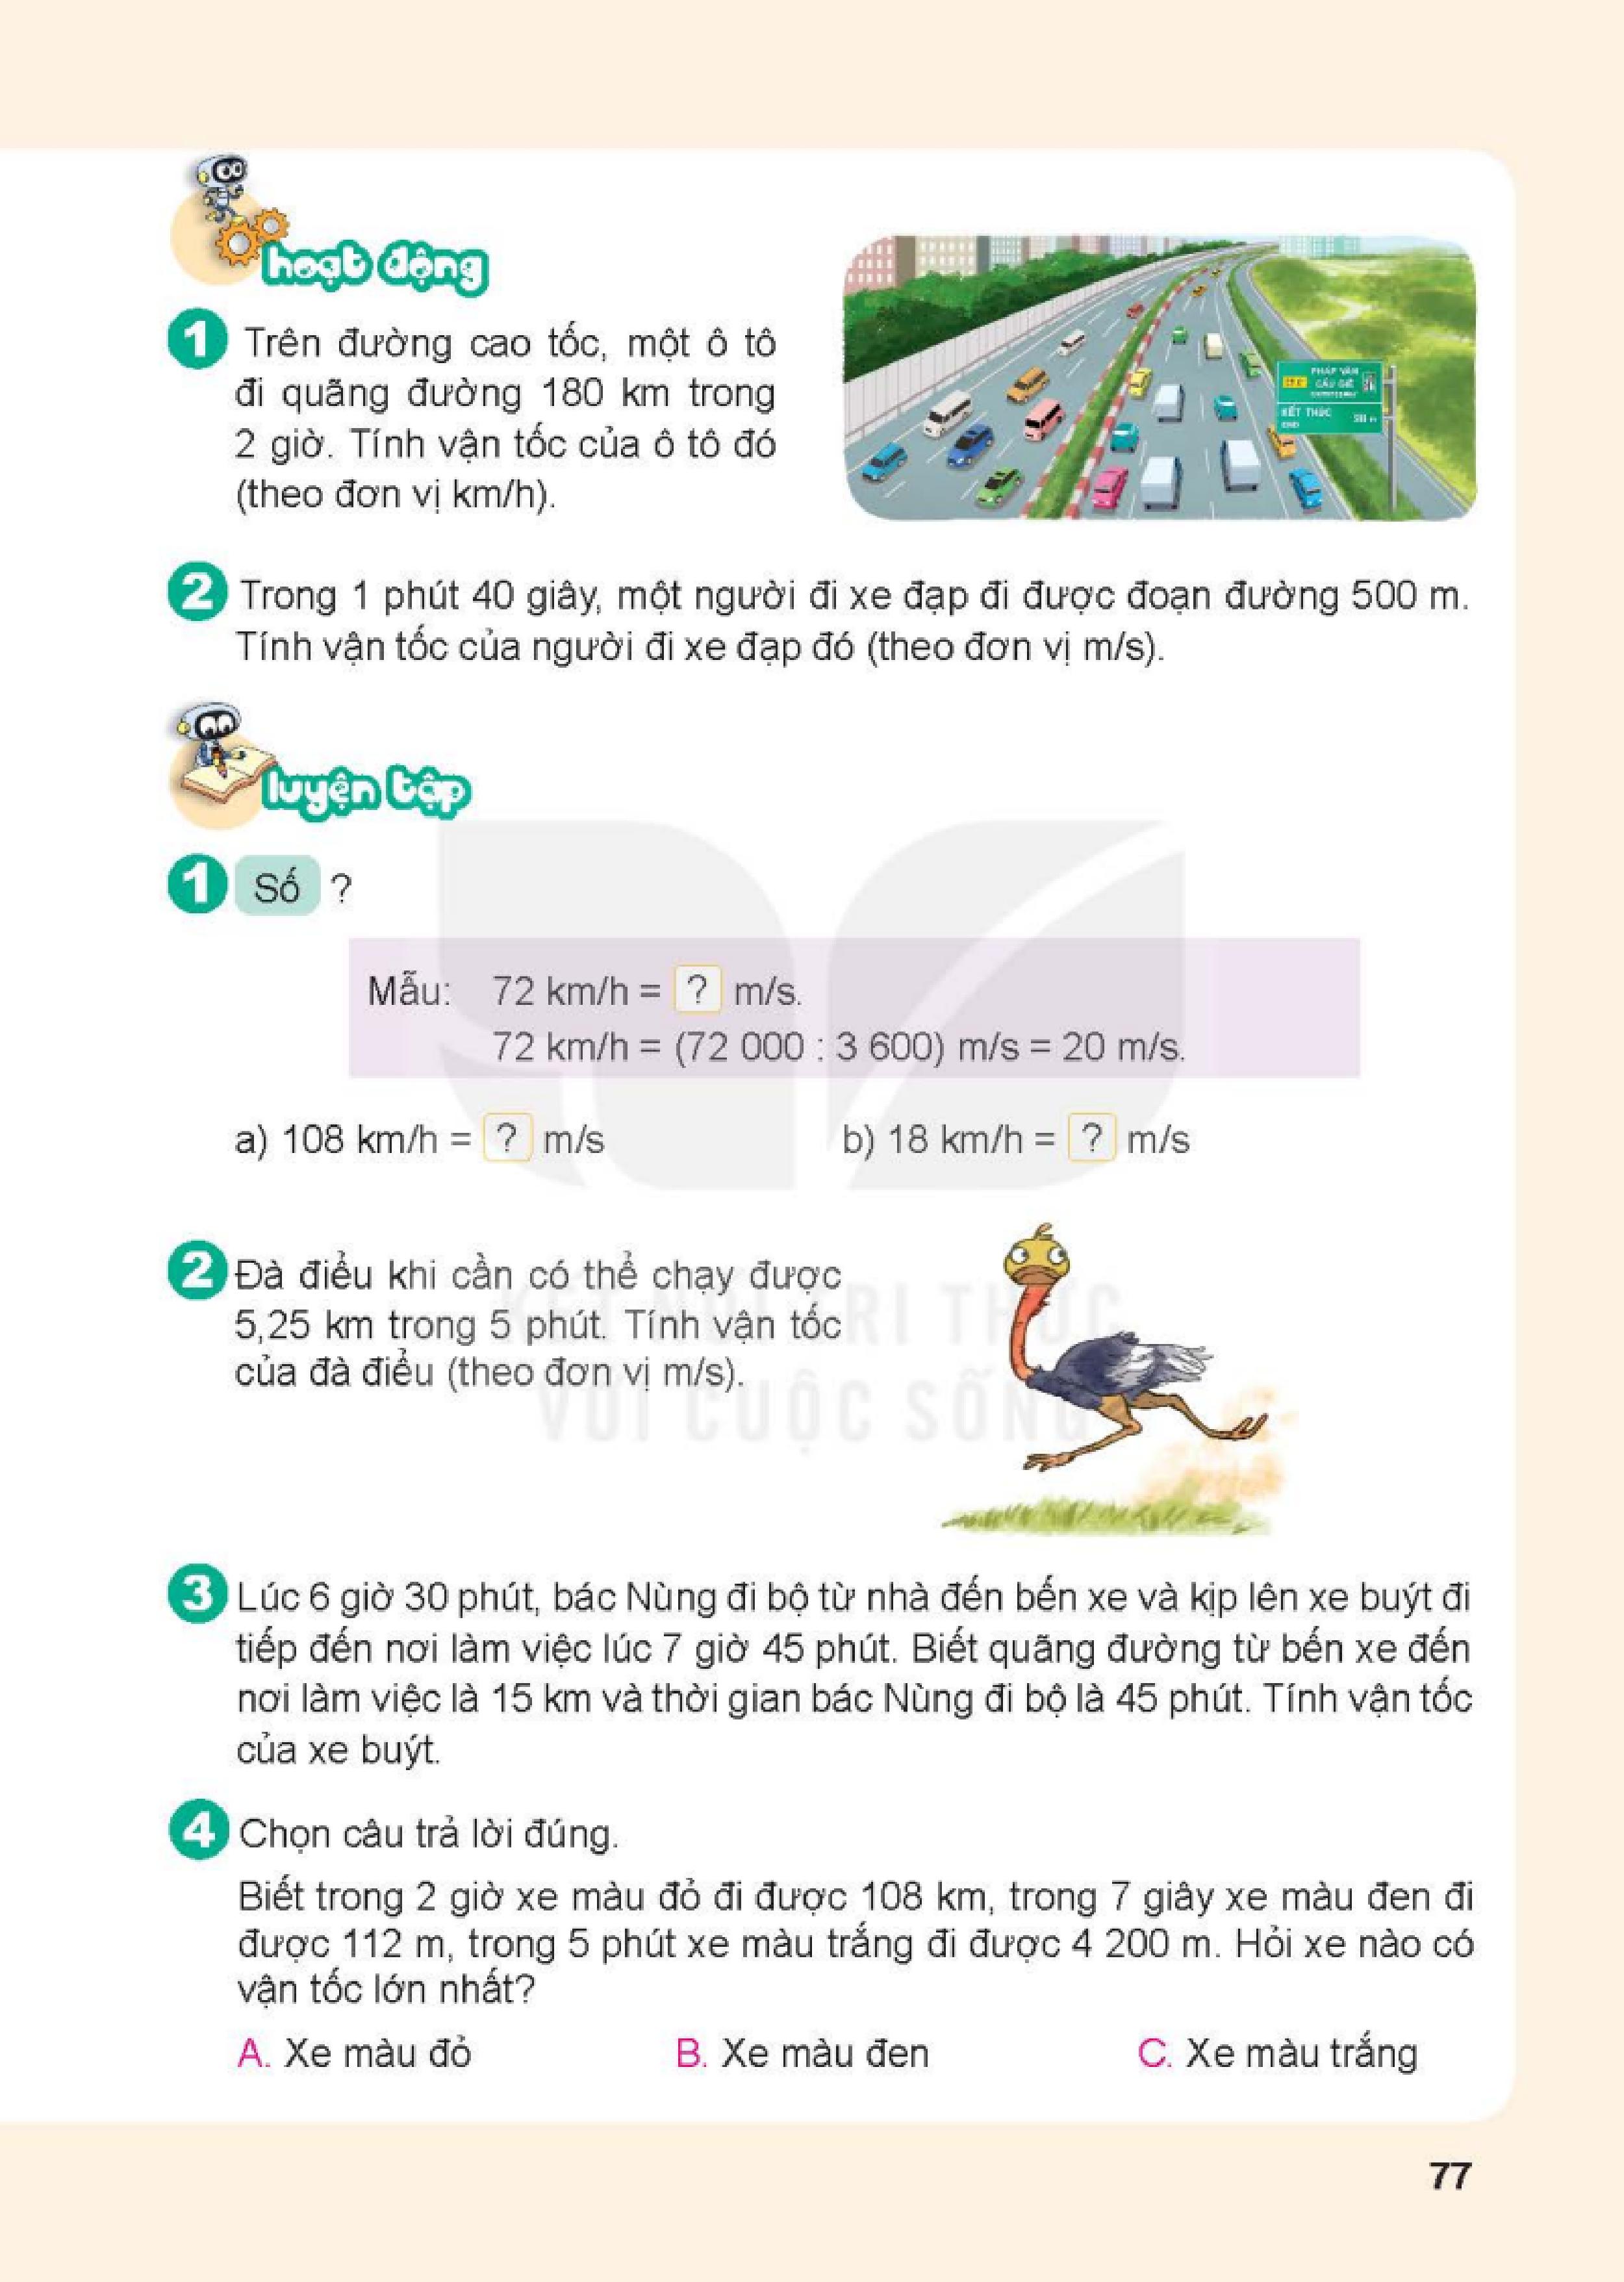 hoạt động
1 Trên đường cao tốc, một ô tô
đi quãng đường 180 km trong
2 giờ. Tính vận tốc của ô tô đó
(theo đơn vị km/h).
PHÁP VÂN
CẦU GIẼ
KẾT THÚC
END
2 Trong 1 phút 40 giây, một người đi xe đạp đi được đoạn đường 500 m.
Tính vận tốc của người đi xe đạp đó (theo đơn vị m/s).
luyện tập
1 Số ?
Mẫu: 72 km/h = ? m/s.
72 km/h = (72 000 : 3 600) m/s = 20 m/s.
a) 108 km/h = ? m/s b) 18 km/h = ? m/s
2 Đà điểu khi cần có thể chạy được
5,25 km trong 5 phút. Tính vận tốc
của đà điểu (theo đơn vị m/s).
KẾT NỐI TRI THỨC
VỚI CUỘC SỐNG
3 Lúc 6 giờ 30 phút, bác Nùng đi bộ từ nhà đến bến xe và kịp lên xe buýt đi
tiếp đến nơi làm việc lúc 7 giờ 45 phút. Biết quãng đường từ bến xe đến
nơi làm việc là 15 km và thời gian bác Nùng đi bộ là 45 phút. Tính vận tốc
của xe buýt.
4 Chọn câu trả lời đúng.
Biết trong 2 giờ xe màu đỏ đi được 108 km, trong 7 giây xe màu đen đi
được 112 m, trong 5 phút xe màu trắng đi được 4 200 m. Hỏi xe nào có
vận tốc lớn nhất?
A. Xe màu đỏ B. Xe màu đen C. Xe màu trắng
77